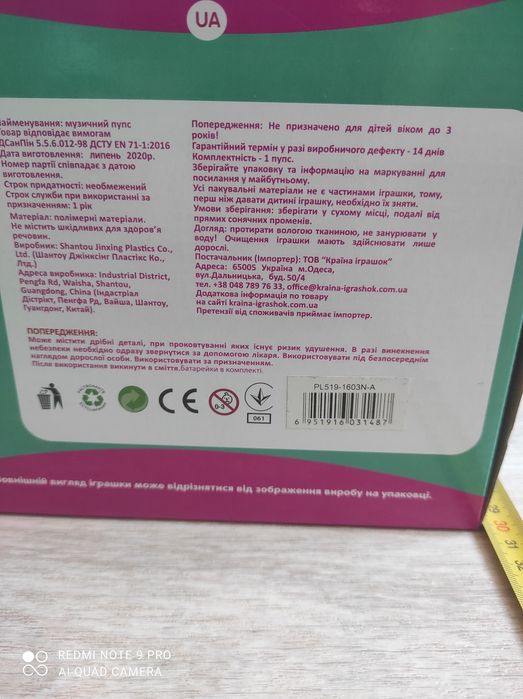 UA
Найменування: музичний пупс
Товар відповідає вимогам
ДСанПін 5.5.6.012-98 ДСТУ EN 71-1:2016
Дата виготовлення: липень 2020р.
Номер партії співпадає з датою
виготовлення.
Строк придатності: необмежений
Строк служби при використанні за
призначенням: 1 рік
Матеріал: полімерні матеріали.
Не містить шкідливих для здоров'я
речовин.
Виробник: Shantou Jinxing Plastics Co.,
Ltd. (Шантоу Джінксінг Пластікс Ко.,
Лтд.)
Адреса виробника: Industrial District,
Pengfa Rd, Waisha, Shantou,
Guangdong, China (Індастріал
Дістрікт, Пенгфа Рд, Вайша, Шантоу,
Гуангдонг, Китай).
Попередження: Не призначено для дітей віком до 3
років!
Гарантійний термін у разі виробничого дефекту - 14 днів
Комплектність - 1 пупс.
Зберігайте упаковку та інформацію на маркуванні для
посилання у майбутньому.
Усі пакувальні матеріали не є частинами іграшки, тому,
перш ніж давати дитині іграшку, необхідно їх зняти.
Умови зберігання: зберігати у сухому місці, подалі від
прямих сонячних променів.
Догляд: протирати вологою тканиною, не занурювати у
воду! Очищення іграшки мають здійснювати лише
дорослі.
Постачальник (Імпортер): ТОВ "Країна іграшок"
Адреса: 65005 Україна м.Одеса,
вул.Дальницька, буд.50/4
тел. +38 048 789 76 33, office@kraina-igrashok.com.ua
Додаткова інформація по товару
на сайті kraina-igrashok.com.ua
Претензії від споживачів приймає імпортер.
ПОПЕРЕДЖЕННЯ:
Може містити дрібні деталі, при проковтуванні яких існує ризик удушення. В разі виникнення
небезпеки необхідно одразу звернутися за допомогою лікаря. Використовувати під безпосереднім
наглядом дорослої особи. Використовувати за призначенням.
Після використання викинути в сміття. Батарейки в комплекті.
CE
0-3
061
PL519-1603N-A
6 951916 031487
Зовнішній вигляд іграшки може відрізнятися від зображення виробу на упаковці.
29
30
31
32
REDMI NOTE 9 PRO
AI QUAD CAMERA